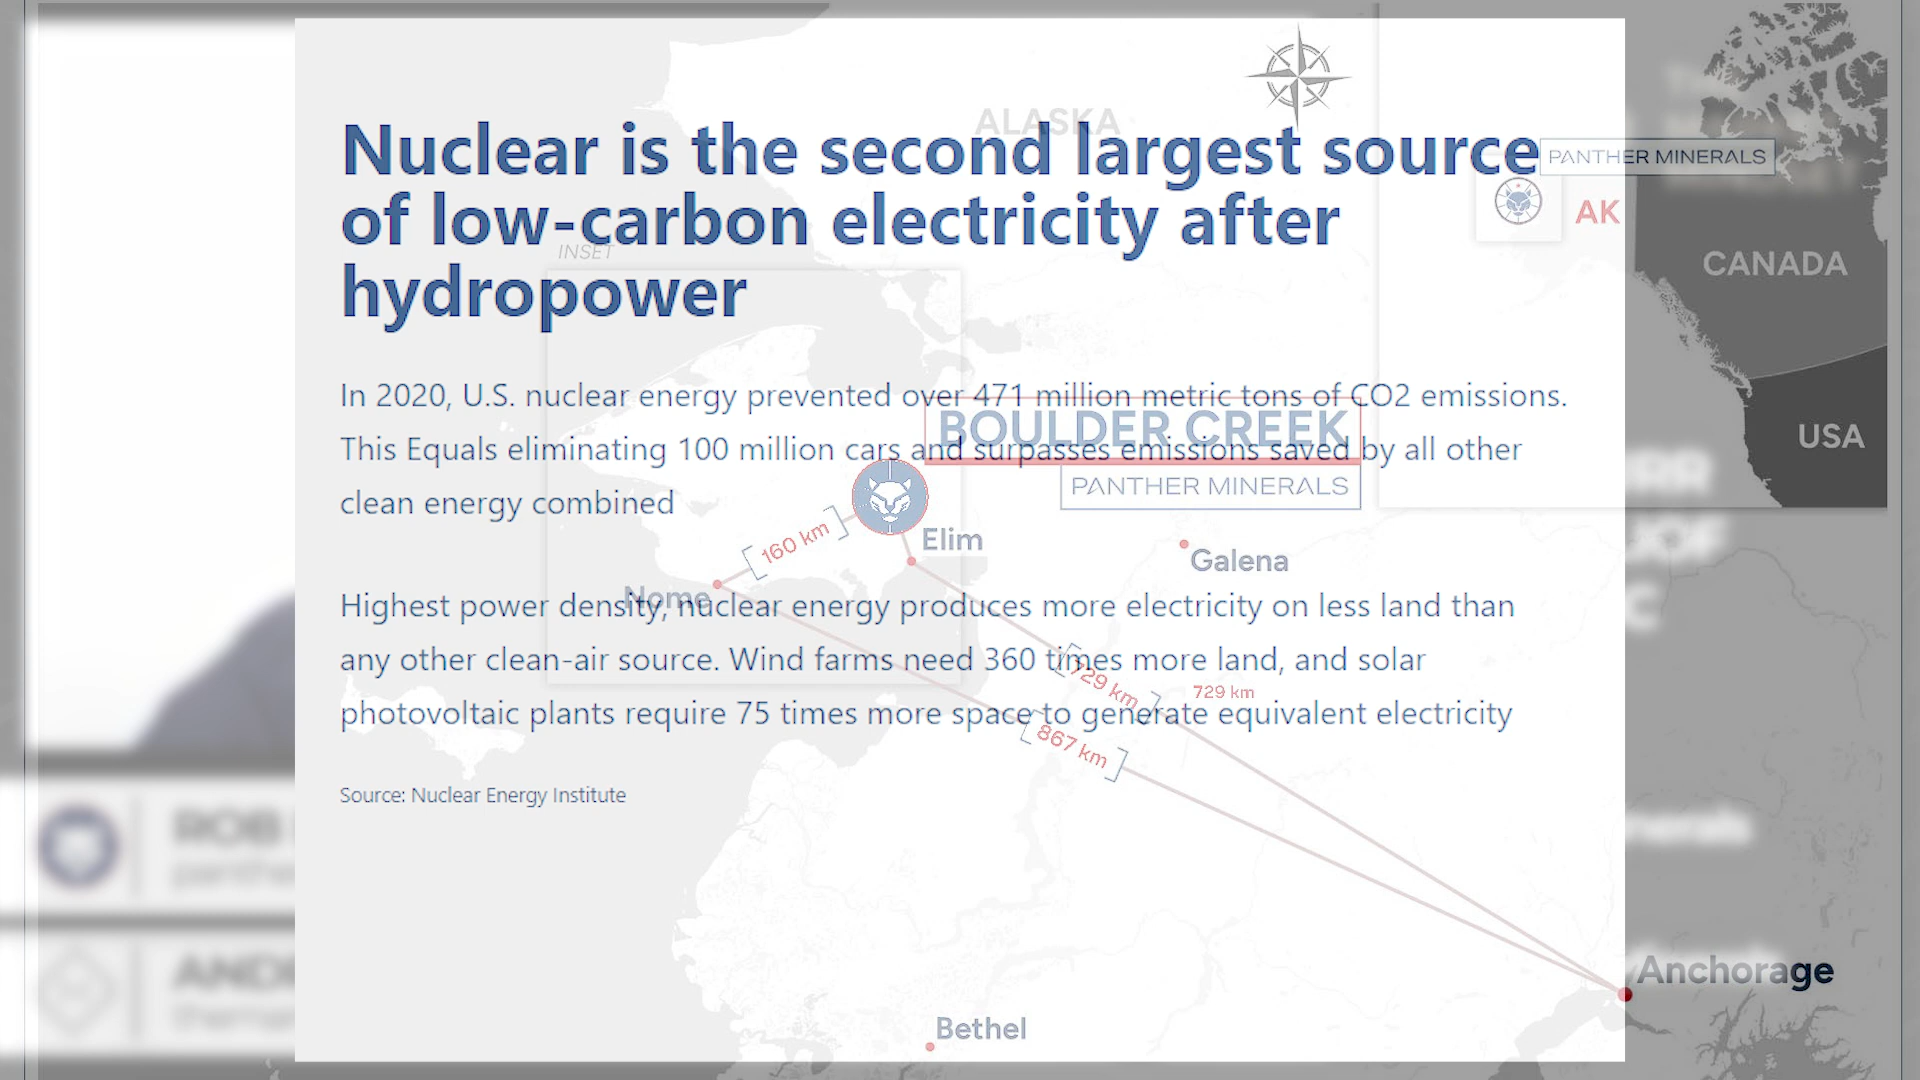 Nuclear is the second largest source
of low-carbon electricity after
hydropower
In 2020, U.S. nuclear energy prevented over 471 million metric tons of CO2 emissions.
This Equals eliminating 100 million cars and surpasses emissions saved by all other
clean energy combined
Highest power density, nuclear energy produces more electricity on less land than
any other clean-air source. Wind farms need 360 times more land, and solar
photovoltaic plants require 75 times more space to generate equivalent electricity
Source: Nuclear Energy Institute
ALASKA
PANTHER MINERALS
AK
INSET
CANADA
USA
BOULDER CREEK
PANTHER MINERALS
160 km
Elim
Galena
Nome
729 km
729 km
867 km
Anchorage
Bethel
ROB
ANDR